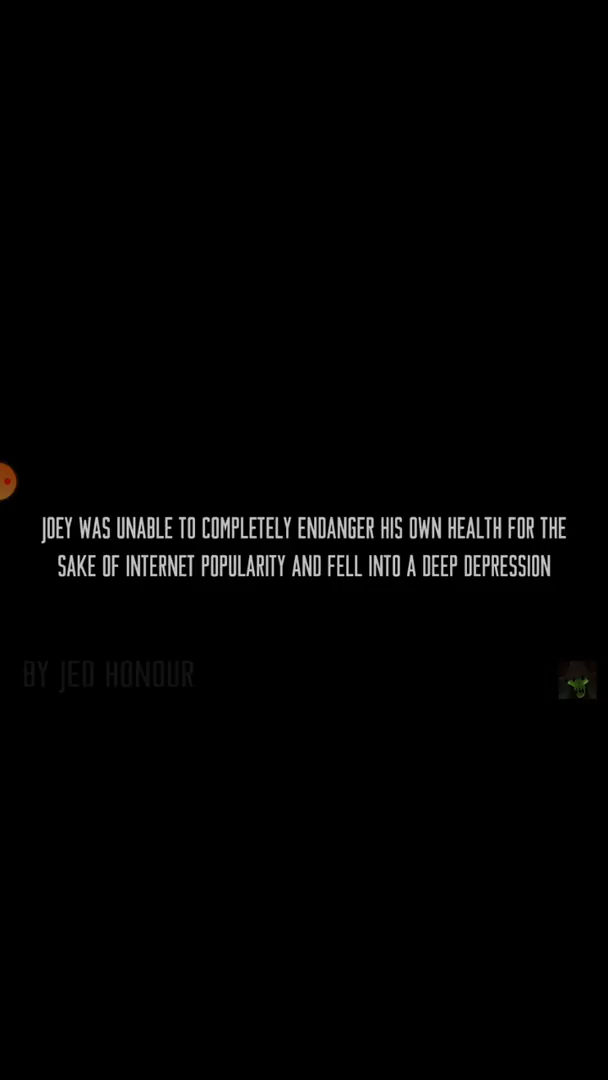 JOEY WAS UNABLE TO COMPLETELY ENDANGER HIS OWN HEALTH FOR THE
SAKE OF INTERNET POPULARITY AND FELL INTO A DEEP DEPRESSION
BY JED HONOUR